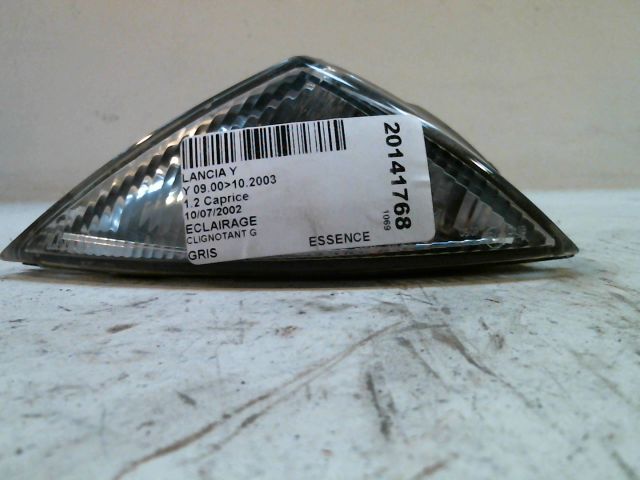 LANCIA Y
Y 09.00>10.2003
1.2 Caprice
10/07/2002
ECLAIRAGE
CLIGNOTANT G
ESSENCE
GRIS
20141768
1069